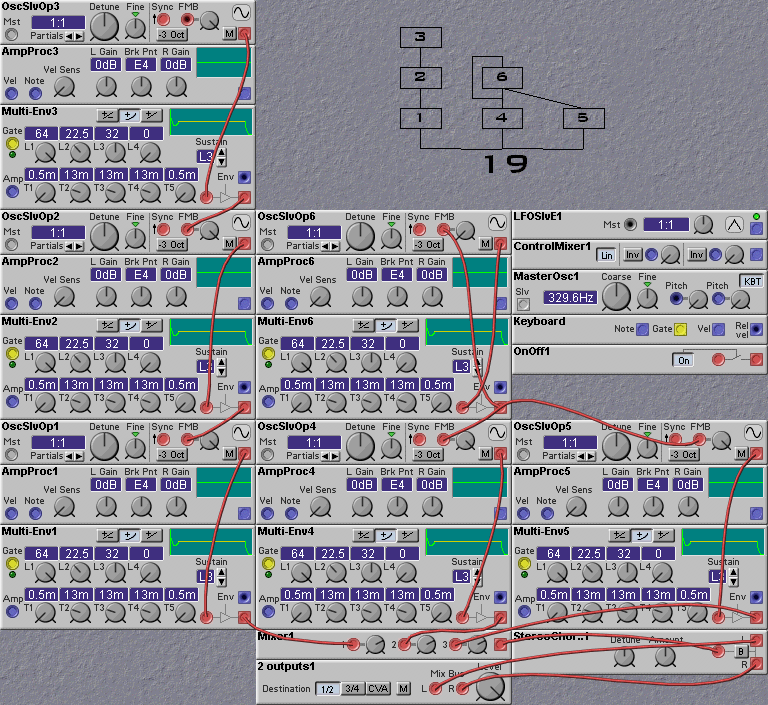 OscSlvOp3 Detune Fine Sync FMB
Mst 1:1
Partials -3 Oct M
AmpProc3 L Gain Brk Pnt R Gain
0dB E4 0dB
Vel Note Vel Sens
Multi-Env3
Gate 64 22.5 32 0
L1 L2 L3 L4 Sustain
L3
Amp 0.5m 13m 13m 13m 0.5m Env
T1 T2 T3 T4 T5
3
2 6
1 4 5
19
OscSlvOp2 Detune Fine Sync FMB
Mst 1:1
Partials -3 Oct M
AmpProc2 L Gain Brk Pnt R Gain
0dB E4 0dB
Vel Note Vel Sens
Multi-Env2
Gate 64 22.5 32 0
L1 L2 L3 L4 Sustain
L3
Amp 0.5m 13m 13m 13m 0.5m Env
T1 T2 T3 T4 T5
OscSlvOp6 Detune Fine Sync FMB
Mst 1:1
Partials -3 Oct M
AmpProc6 L Gain Brk Pnt R Gain
0dB E4 0dB
Vel Note Vel Sens
Multi-Env6
Gate 64 22.5 32 0
L1 L2 L3 L4 Sustain
L3
Amp 0.5m 13m 13m 13m 0.5m Env
T1 T2 T3 T4 T5
LFOSlvE1 Mst 1:1
ControlMixer1 Lin Inv Inv
MasterOsc1 Coarse Fine KBT
Slv 329.6Hz Pitch Pitch
Keyboard Note Gate Vel Rel vel
OnOff1 On
OscSlvOp1 Detune Fine Sync FMB
Mst 1:1
Partials -3 Oct M
AmpProc1 L Gain Brk Pnt R Gain
0dB E4 0dB
Vel Note Vel Sens
Multi-Env1
Gate 64 22.5 32 0
L1 L2 L3 L4 Sustain
L3
Amp 0.5m 13m 13m 13m 0.5m Env
T1 T2 T3 T4 T5
OscSlvOp4 Detune Fine Sync FMB
Mst 1:1
Partials -3 Oct M
AmpProc4 L Gain Brk Pnt R Gain
0dB E4 0dB
Vel Note Vel Sens
Multi-Env4
Gate 64 22.5 32 0
L1 L2 L3 L4 Sustain
L3
Amp 0.5m 13m 13m 13m 0.5m Env
T1 T2 T3 T4 T5
OscSlvOp5 Detune Fine Sync FMB
Mst 1:1
Partials -3 Oct M
AmpProc5 L Gain Brk Pnt R Gain
0dB E4 0dB
Vel Note Vel Sens
Multi-Env5
Gate 64 22.5 32 0
L1 L2 L3 L4 Sustain
L3
Amp 0.5m 13m 13m 13m 0.5m Env
T1 T2 T3 T4 T5
Mixer1 1 2 3
Detune Amount L
B
R
2 outputs1 Mix Bus Level
Destination 1/2 3/4 CVA M L R